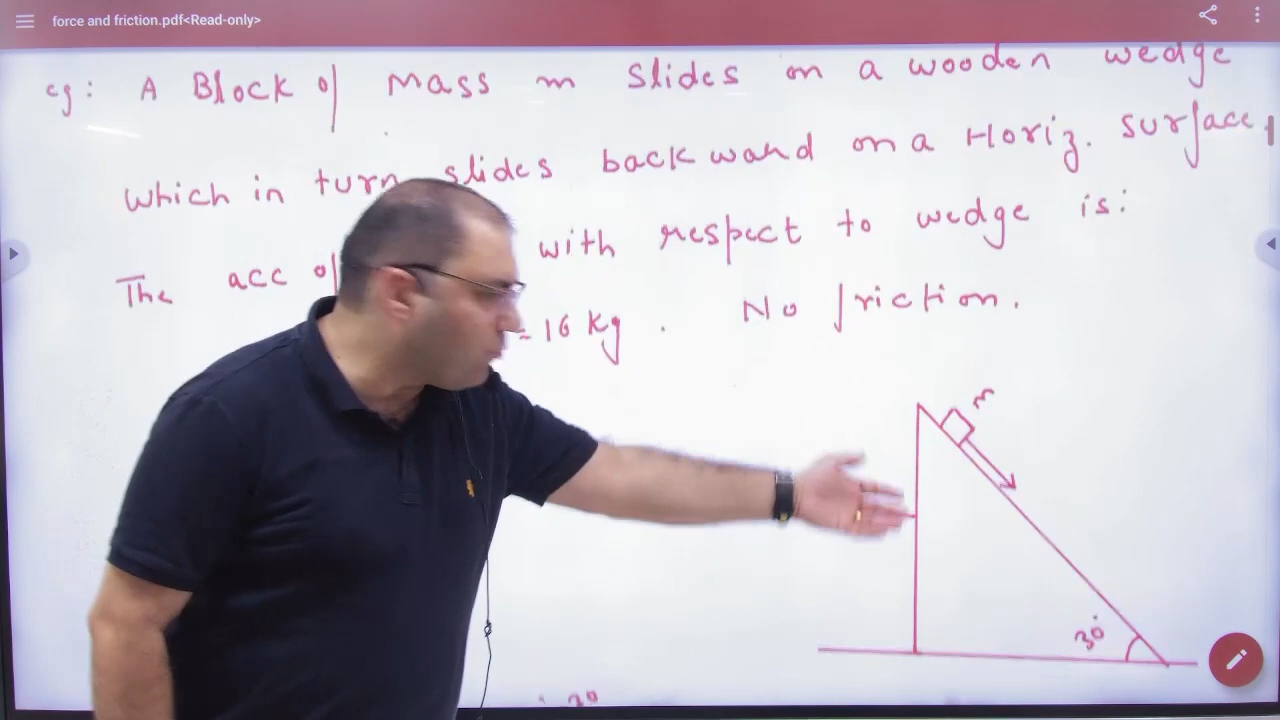 force and friction.pdf<Read-only>
eg: A Block of mass m slides on a wooden wedge
which in turn slides backward on a Horiz. surface,
The acc of with respect to wedge is:
= 16 kg. No friction.
m
30°